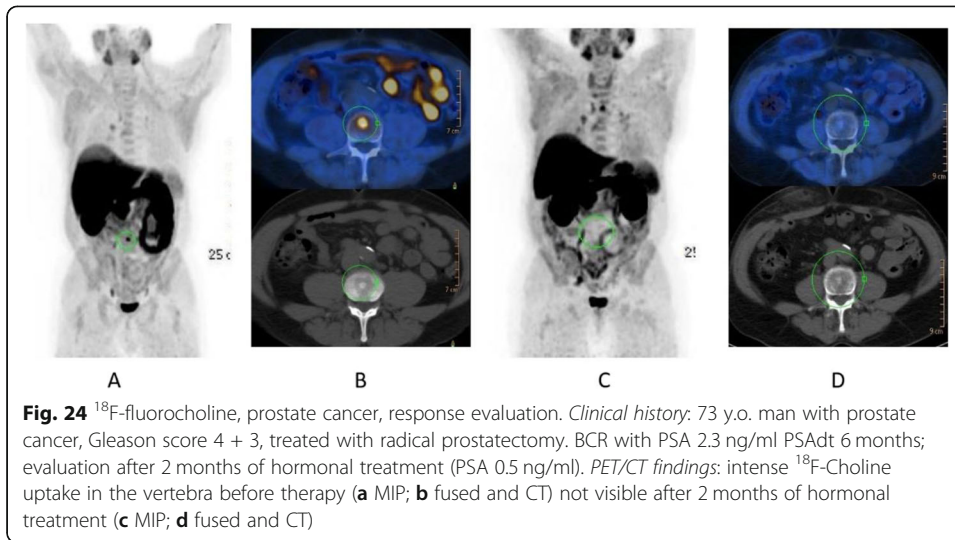 25 c
7 cm
7 cm
25
9 cm
9 cm
A B C D
Fig. 24 ¹⁸F-fluorocholine, prostate cancer, response evaluation. Clinical history: 73 y.o. man with prostate
cancer, Gleason score 4 + 3, treated with radical prostatectomy. BCR with PSA 2.3 ng/ml PSAdt 6 months;
evaluation after 2 months of hormonal treatment (PSA 0.5 ng/ml). PET/CT findings: intense ¹⁸F-Choline
uptake in the vertebra before therapy (a MIP; b fused and CT) not visible after 2 months of hormonal
treatment (c MIP; d fused and CT)